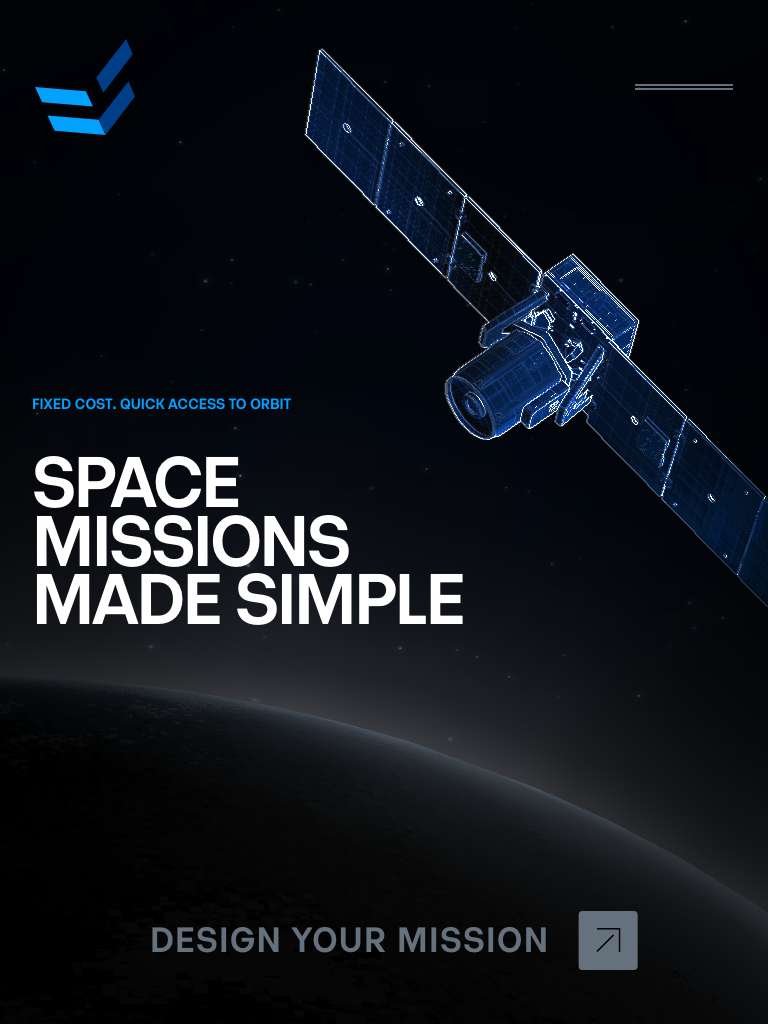 FIXED COST. QUICK ACCESS TO ORBIT
SPACE
MISSIONS
MADE SIMPLE
DESIGN YOUR MISSION